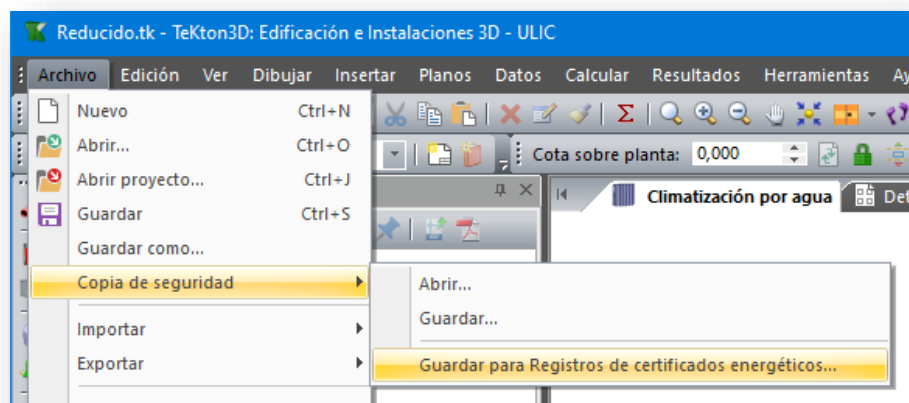 Reducido.tk - TeKton3D: Edificación e Instalaciones 3D - ULIC
Archivo Edición Ver Dibujar Insertar Planos Datos Calcular Resultados Herramientas
Nuevo Ctrl+N
Abrir... Ctrl+O
Cota sobre planta: 0,000
Abrir proyecto... Ctrl+J
Climatización por agua
Guardar Ctrl+S
Guardar como...
Copia de seguridad
Abrir...
Guardar...
Importar
Exportar
Guardar para Registros de certificados energéticos...